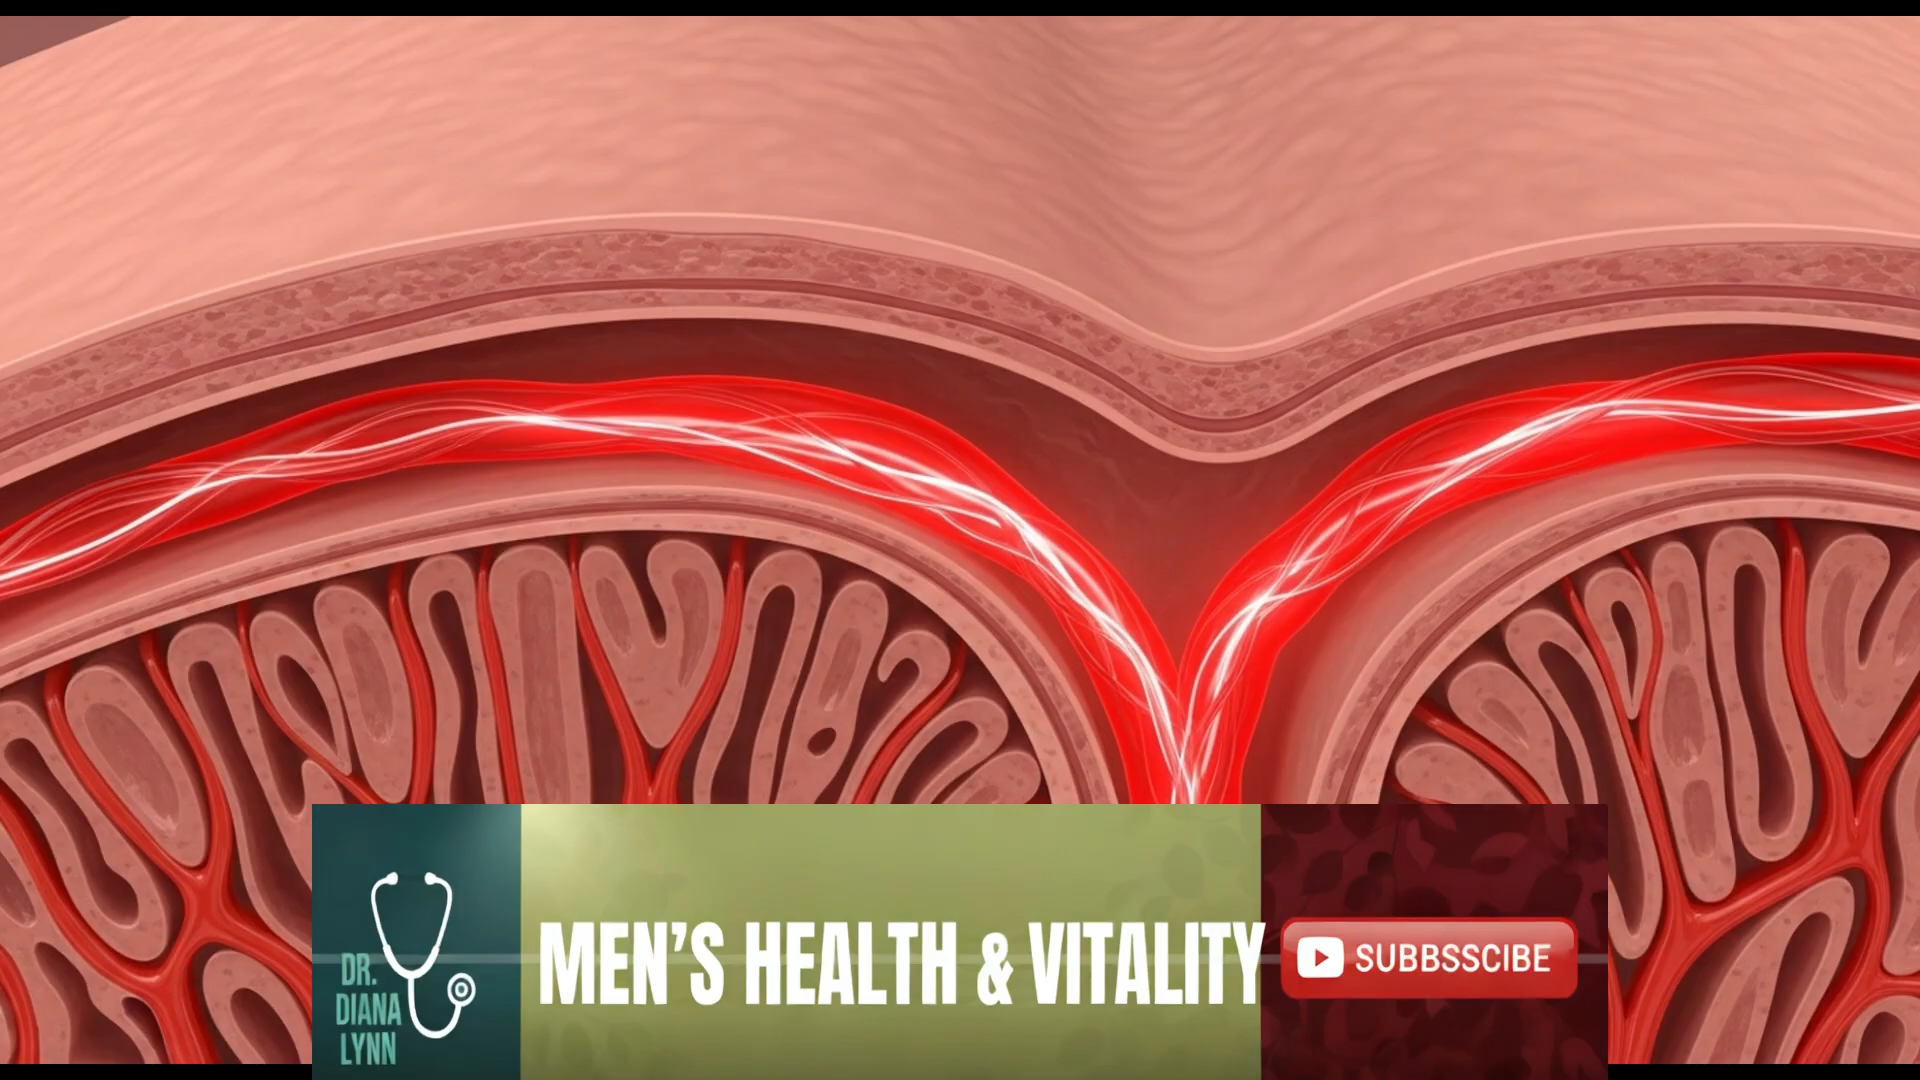 DR.
DIANA
LYNN
MEN'S HEALTH & VITALITY
SUBBSSCIBE